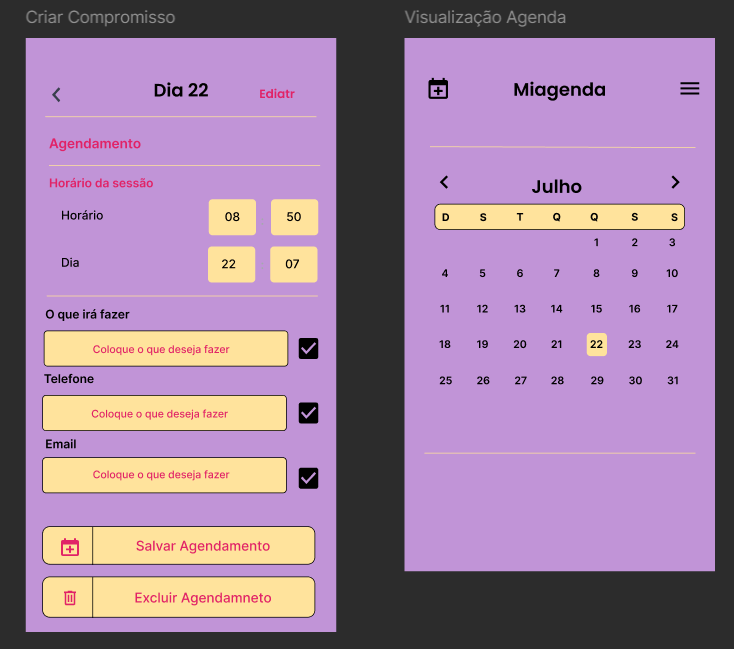 Criar Compromisso
Dia 22
Ediatr
Agendamento
Horário da sessão
Horário
08
50
Dia
22
07
O que irá fazer
Coloque o que deseja fazer
Telefone
Coloque o que deseja fazer
Email
Coloque o que deseja fazer
Salvar Agendamento
Excluir Agendamneto
Visualização Agenda
Miagenda
Julho
D S T Q Q S S
1 2 3
4 5 6 7 8 9 10
11 12 13 14 15 16 17
18 19 20 21 22 23 24
25 26 27 28 29 30 31